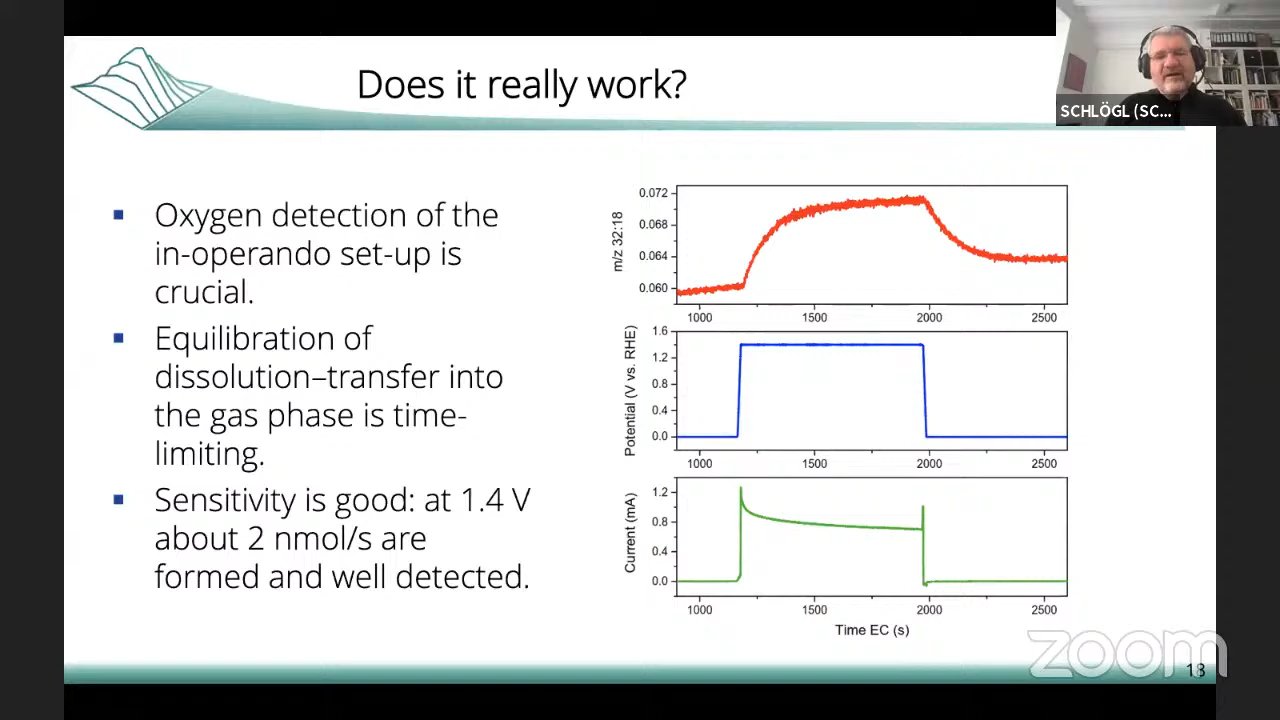 Does it really work?
SCHLÖGL (SC...
▪ Oxygen detection of the
in-operando set-up is
crucial.
▪ Equilibration of
dissolution–transfer into
the gas phase is time-
limiting.
▪ Sensitivity is good: at 1.4 V
about 2 nmol/s are
formed and well detected.
m/z 32:18
0.072
0.068
0.064
0.060
1000 1500 2000 2500
Potential (V vs. RHE)
1.6
1.2
0.8
0.4
0.0
1000 1500 2000 2500
Current (mA)
1.2
0.8
0.4
0.0
1000 1500 2000 2500
Time EC (s)
zoom
13